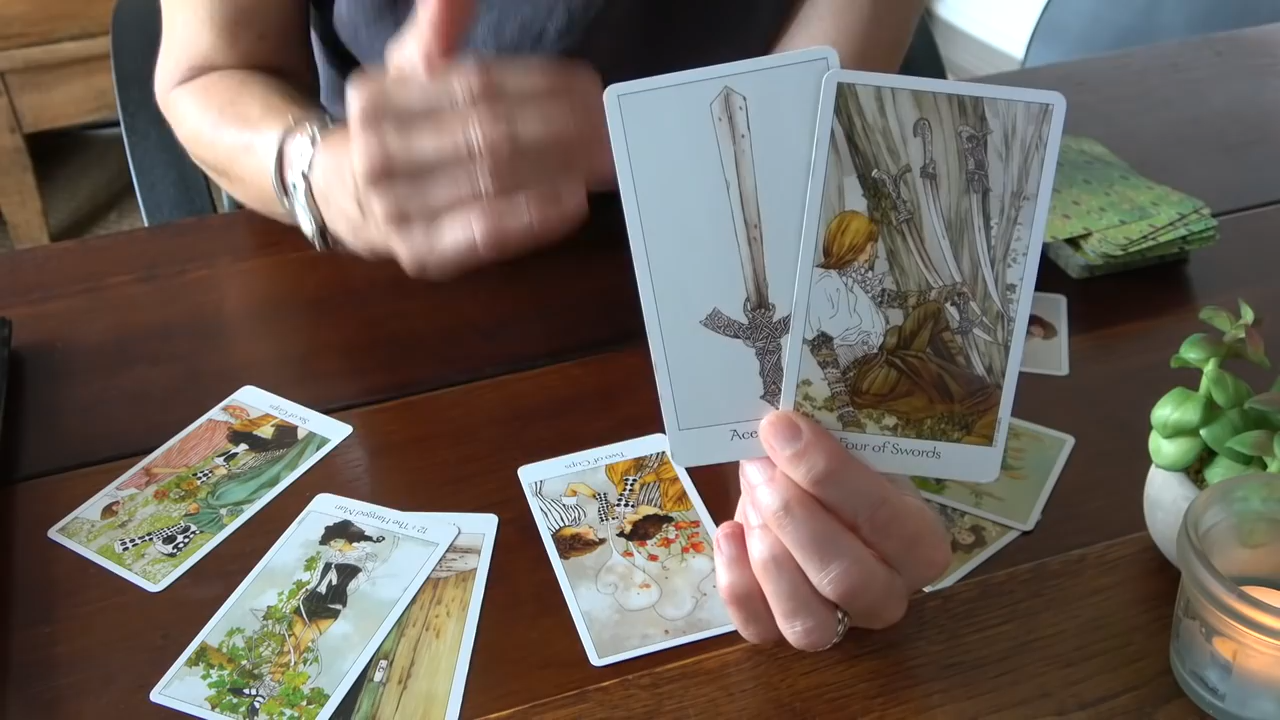 Ace
Four of Swords
Six of Cups
Two of Cups
12 : The Hanged Man